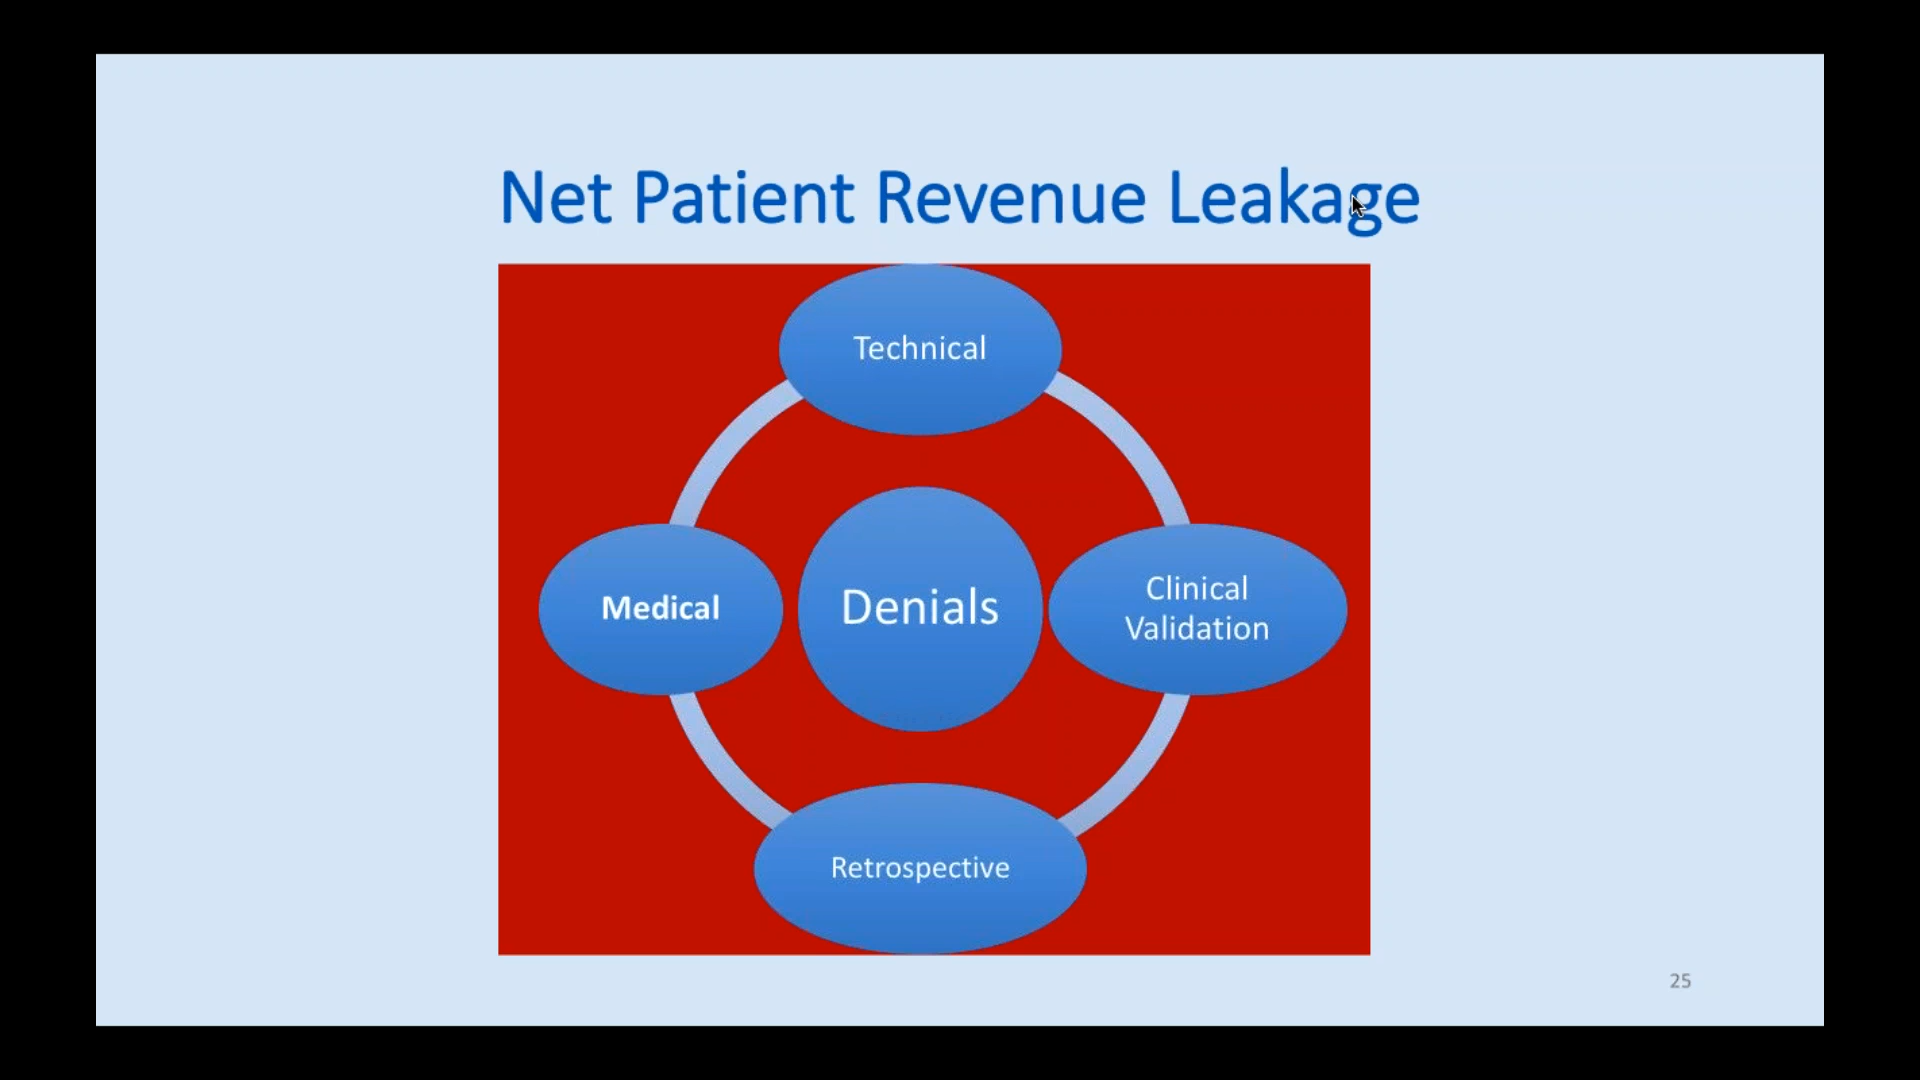 Net Patient Revenue Leakage
Technical
Medical
Denials
Clinical
Validation
Retrospective
25